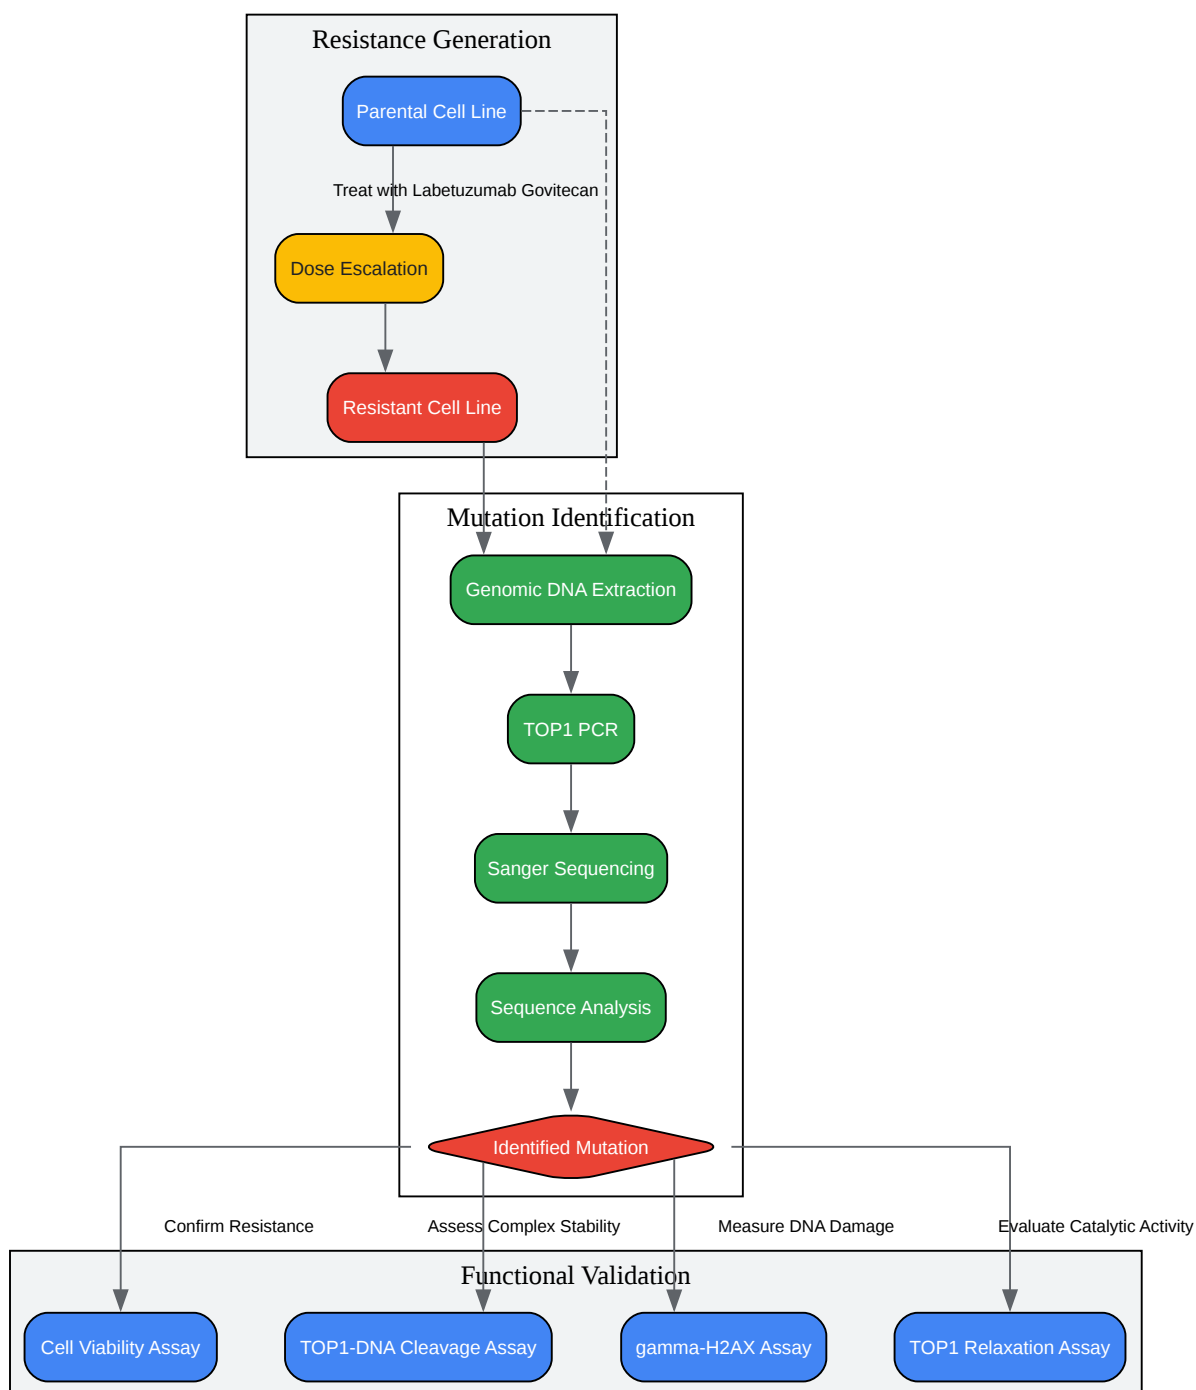 Resistance Generation
Parental Cell Line
Treat with Labetuzumab Govitecan
Dose Escalation
Resistant Cell Line
Mutation Identification
Genomic DNA Extraction
TOP1 PCR
Sanger Sequencing
Sequence Analysis
Identified Mutation
Confirm Resistance
Assess Complex Stability
Measure DNA Damage
Evaluate Catalytic Activity
Functional Validation
Cell Viability Assay
TOP1-DNA Cleavage Assay
gamma-H2AX Assay
TOP1 Relaxation Assay